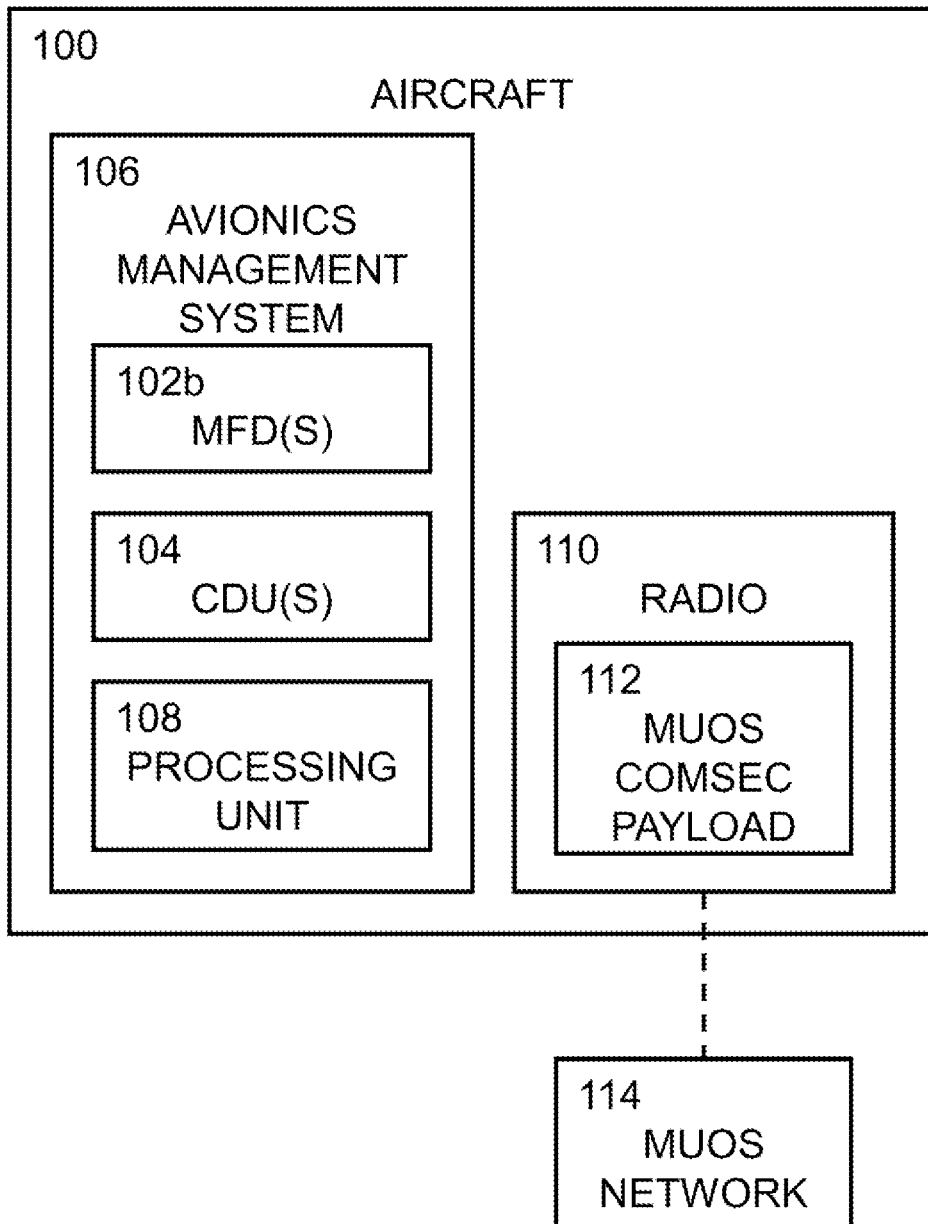 100
AIRCRAFT
106
AVIONICS
MANAGEMENT
SYSTEM
102b
MFD(S)
104
CDU(S)
108
PROCESSING
UNIT
110
RADIO
112
MUOS
COMSEC
PAYLOAD
114
MUOS
NETWORK